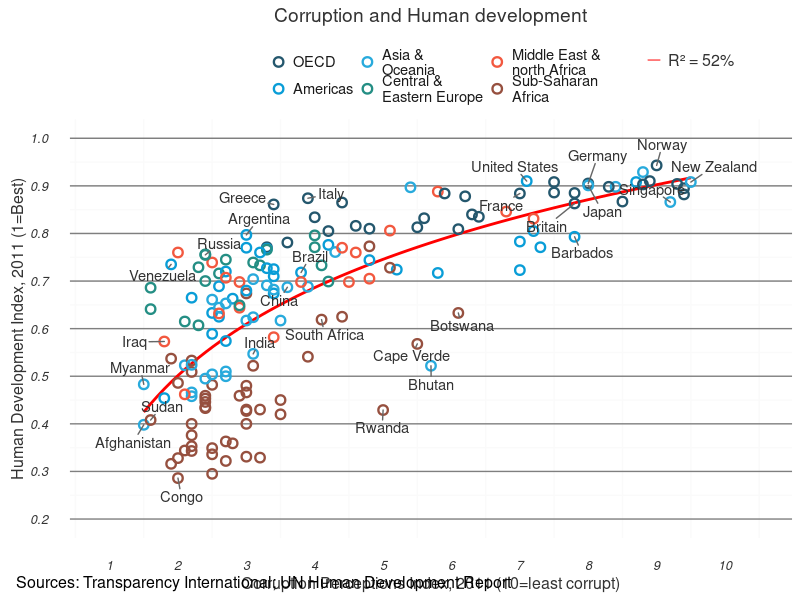 Corruption and Human development
OECD
Asia &
Oceania
Middle East &
north Africa
R² = 52%
Americas
Central &
Eastern Europe
Sub-Saharan
Africa
Human Development Index, 2011 (1=Best)
1.0
0.9
0.8
0.7
0.6
0.5
0.4
0.3
0.2
Norway
Germany
United States
New Zealand
Singapore
Greece
Italy
France
Japan
Argentina
Britain
Russia
Barbados
Brazil
Venezuela
China
Botswana
South Africa
Iraq
India
Cape Verde
Myanmar
Bhutan
Sudan
Rwanda
Afghanistan
Congo
1 2 3 4 5 6 7 8 9 10
Corruption Perceptions Index, 2011 (10=least corrupt)
Sources: Transparency International; UN Human Development Report